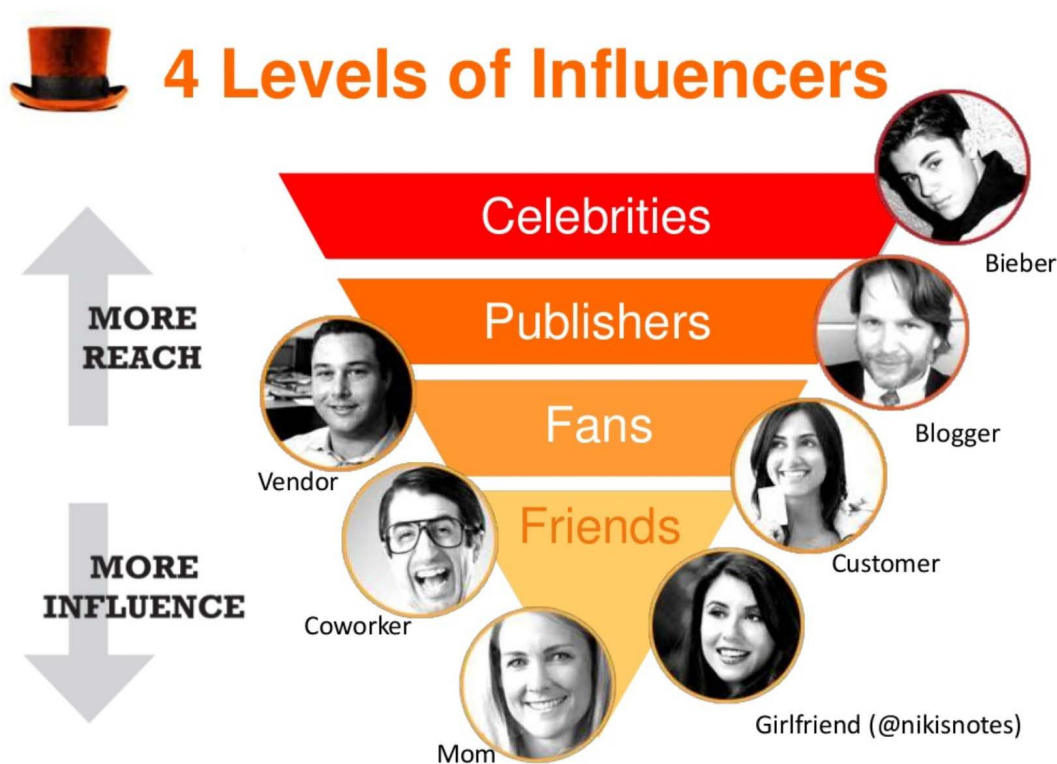 4 Levels of Influencers
Celebrities
Bieber
MORE
REACH
Publishers
Blogger
Fans
Vendor
Customer
Friends
MORE
INFLUENCE
Coworker
Girlfriend (@nikisnotes)
Mom